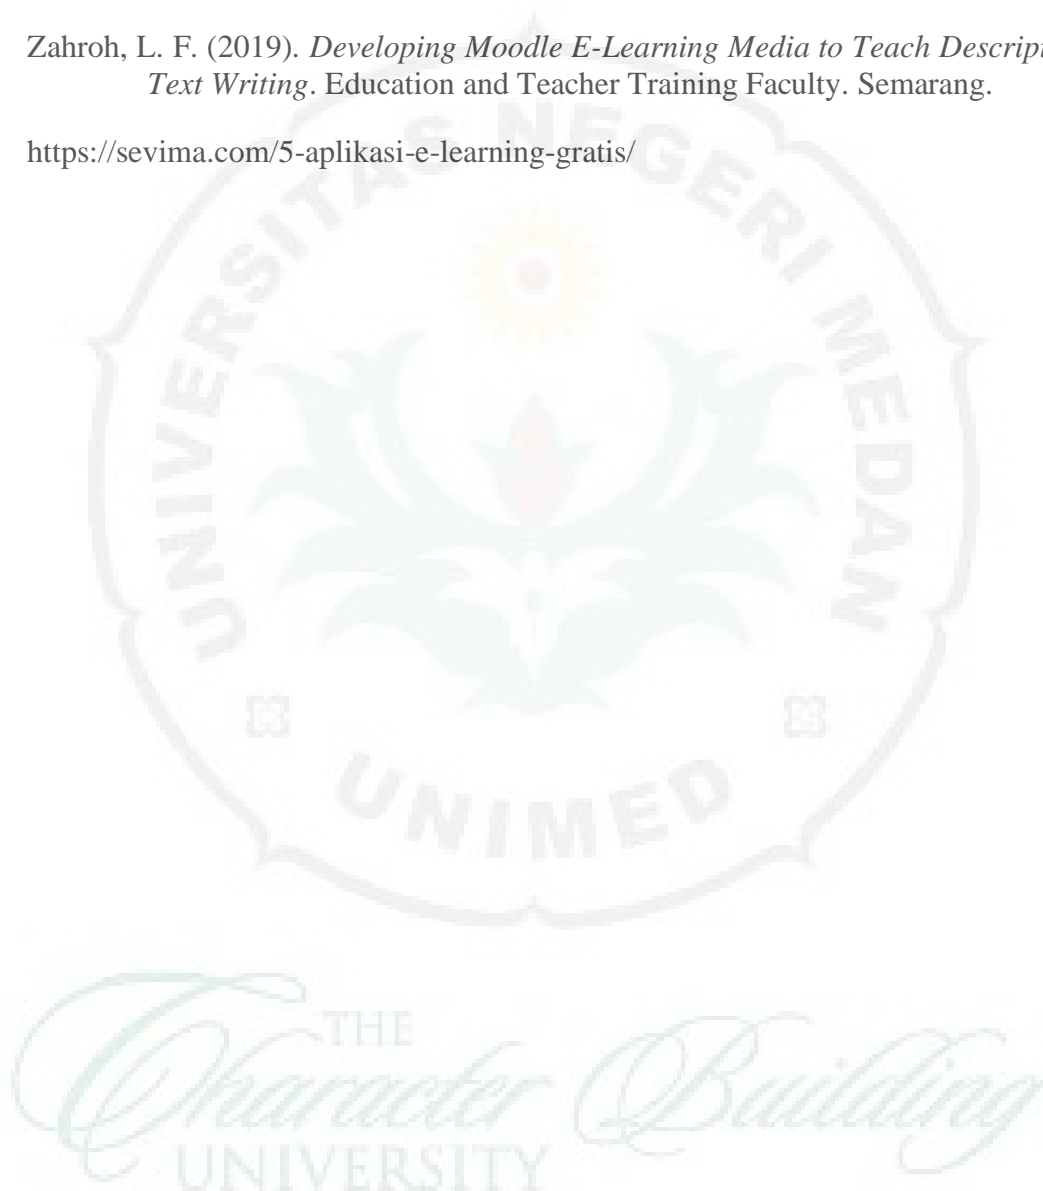 Zahroh, L. F. (2019). Developing Moodle E-Learning Media to Teach Descripti
Text Writing. Education and Teacher Training Faculty. Semarang.
https://sevima.com/5-aplikasi-e-learning-gratis/
UNIVERSITAS NEGERI MEDAN
UNIMED
THE
Character Building
UNIVERSITY